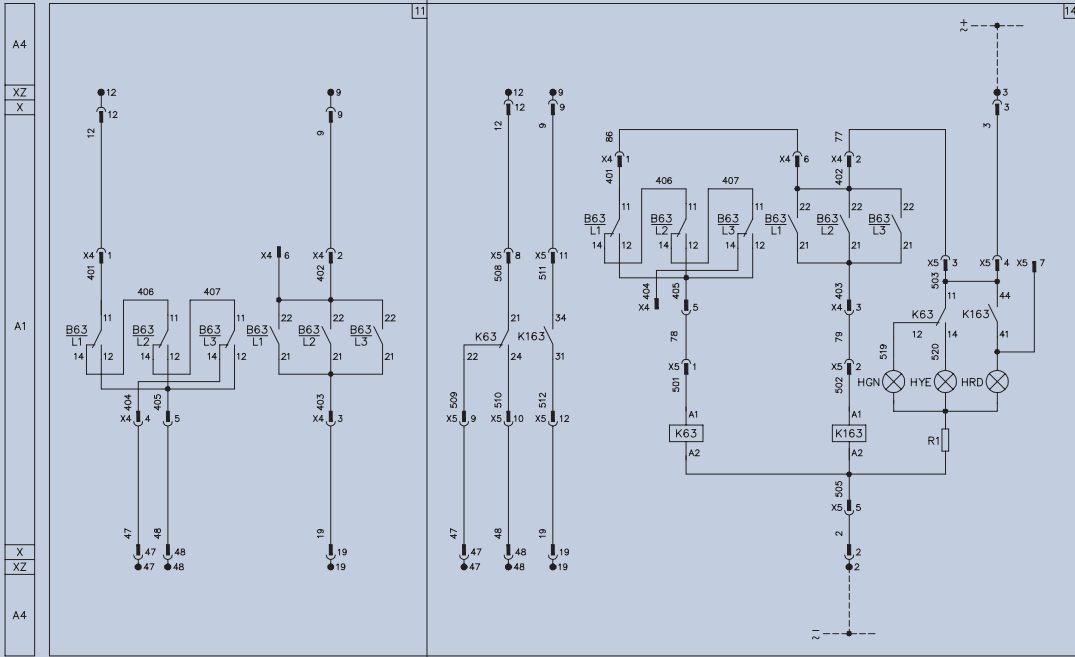 11
14
A4
XZ
X
A1
X
XZ
A4
12
12
12
9
9
9
X4 1
401
X4 6
X4 2
402
406
407
11
11
11
22
22
22
B63
L1
B63
L2
B63
L3
B63
L1
B63
L2
B63
L3
14
12
14
12
14
12
21
21
21
404
405
403
X4 4
5
X4 3
47
48
19
47
48
19
47
48
19
12
12
12
9
9
9
X5 8
508
X5 11
511
21
34
K63
K163
22
24
31
509
510
512
X5 9
X5 10
X5 12
47
48
19
47
48
19
47
48
19
86
77
X4 1
401
X4 6
X4 2
402
406
407
11
11
11
22
22
22
B63
L1
B63
L2
B63
L3
B63
L1
B63
L2
B63
L3
14
12
14
12
14
12
21
21
21
404
405
403
X4
5
X4 3
78
79
X5 1
501
X5 2
502
A1
K63
A2
A1
K163
A2
505
X5 5
2
2
2
–
~
+
~
3
3
3
X5 3
503
X5 4
X5 7
11
44
K63
K163
12
14
41
519
520
HGN
HYE
HRD
R1